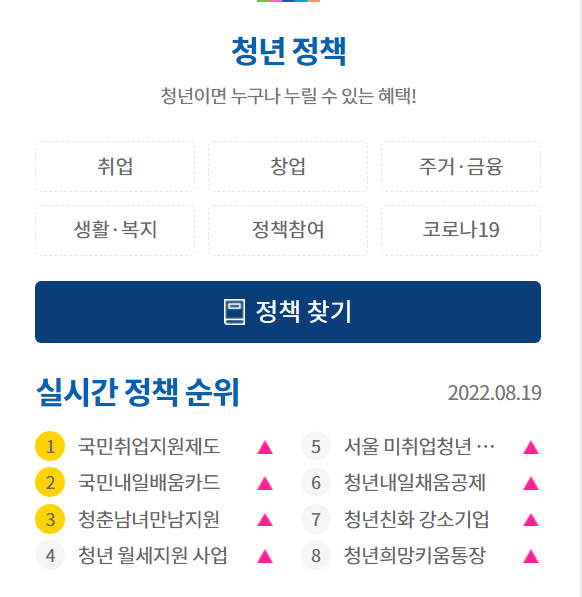 청년 정책
청년이면 누구나 누릴 수 있는 혜택!
취업 창업 주거·금융
생활·복지 정책참여 코로나19
정책 찾기
실시간 정책 순위 2022.08.19
1 국민취업지원제도 ▲ 5 서울 미취업청년 ··· ▲
2 국민내일배움카드 ▲ 6 청년내일채움공제 ▲
3 청춘남녀만남지원 ▲ 7 청년친화 강소기업 ▲
4 청년 월세지원 사업 ▲ 8 청년희망키움통장 ▲